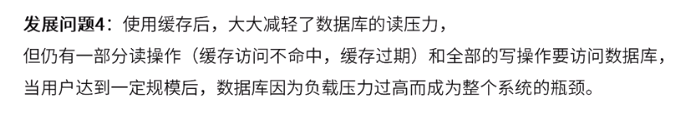 发展问题4：使用缓存后，大大减轻了数据库的读压力，
但仍有一部分读操作（缓存访问不命中，缓存过期）和全部的写操作要访问数据库，
当用户达到一定规模后，数据库因为负载压力过高而成为整个系统的瓶颈。